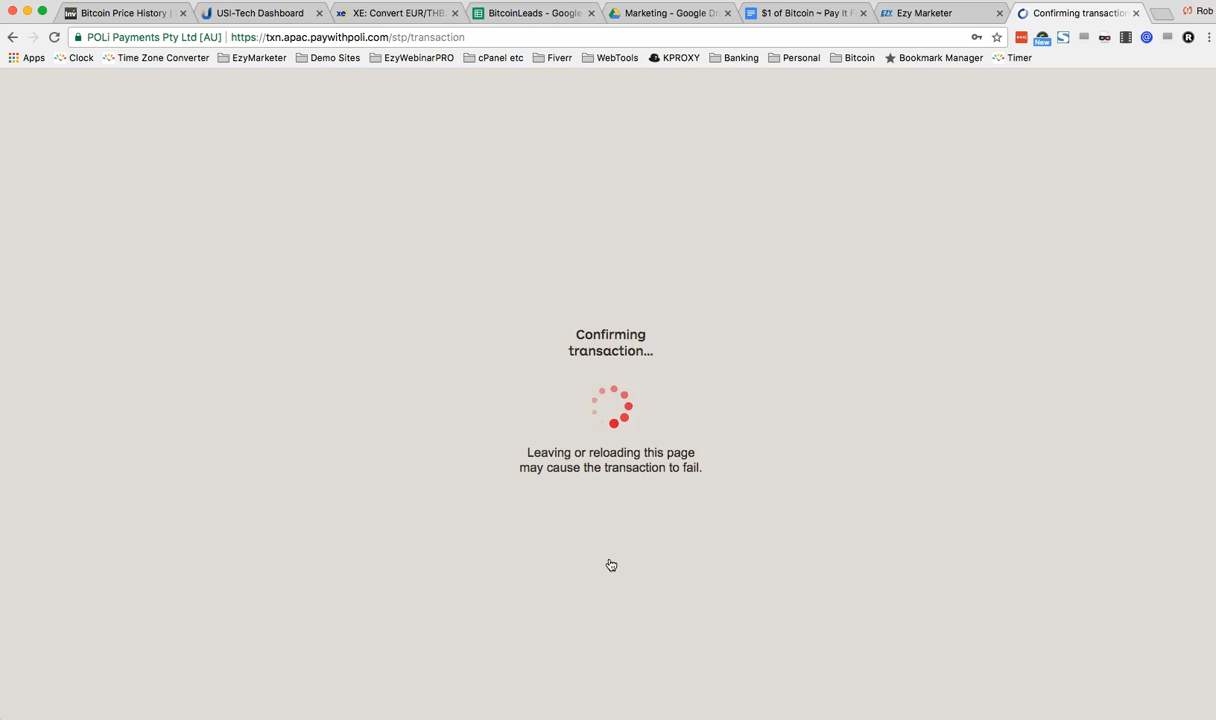 Bitcoin Price History |
USI-Tech Dashboard
XE: Convert EUR/THB
BitcoinLeads - Google
Marketing - Google Dr
$1 of Bitcoin ~ Pay It F
Ezy Marketer
Confirming transaction
Rob
POLi Payments Pty Ltd [AU] | https://txn.apac.paywithpoli.com/stp/transaction
New
Apps Clock Time Zone Converter EzyMarketer Demo Sites EzyWebinarPRO cPanel etc Fiverr WebTools KPROXY Banking Personal Bitcoin Bookmark Manager Timer
Confirming
transaction...
Leaving or reloading this page
may cause the transaction to fail.